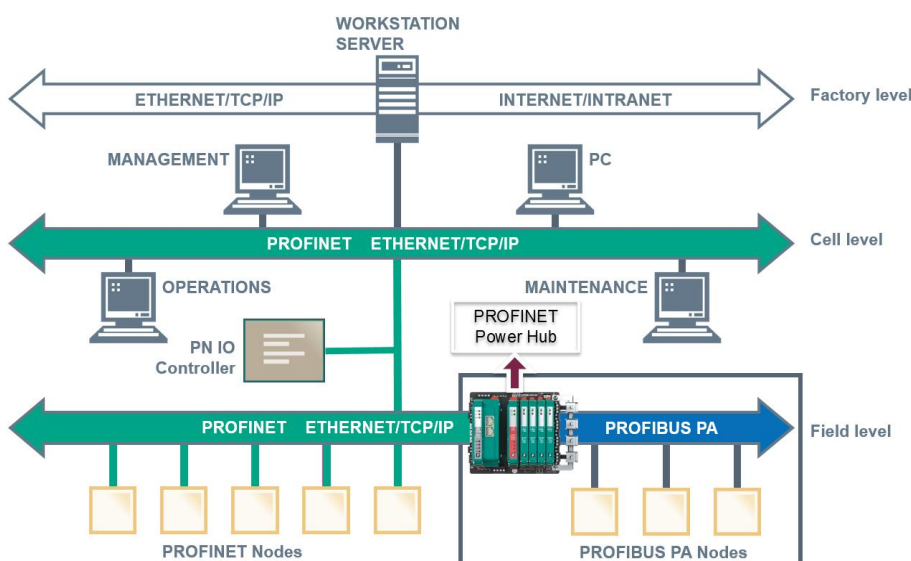 WORKSTATION
SERVER
ETHERNET/TCP/IP
INTERNET/INTRANET
Factory level
MANAGEMENT
PC
PROFINET ETHERNET/TCP/IP
Cell level
OPERATIONS
MAINTENANCE
PROFINET
Power Hub
PN IO
Controller
PROFINET ETHERNET/TCP/IP
PROFIBUS PA
Field level
PROFINET Nodes
PROFIBUS PA Nodes